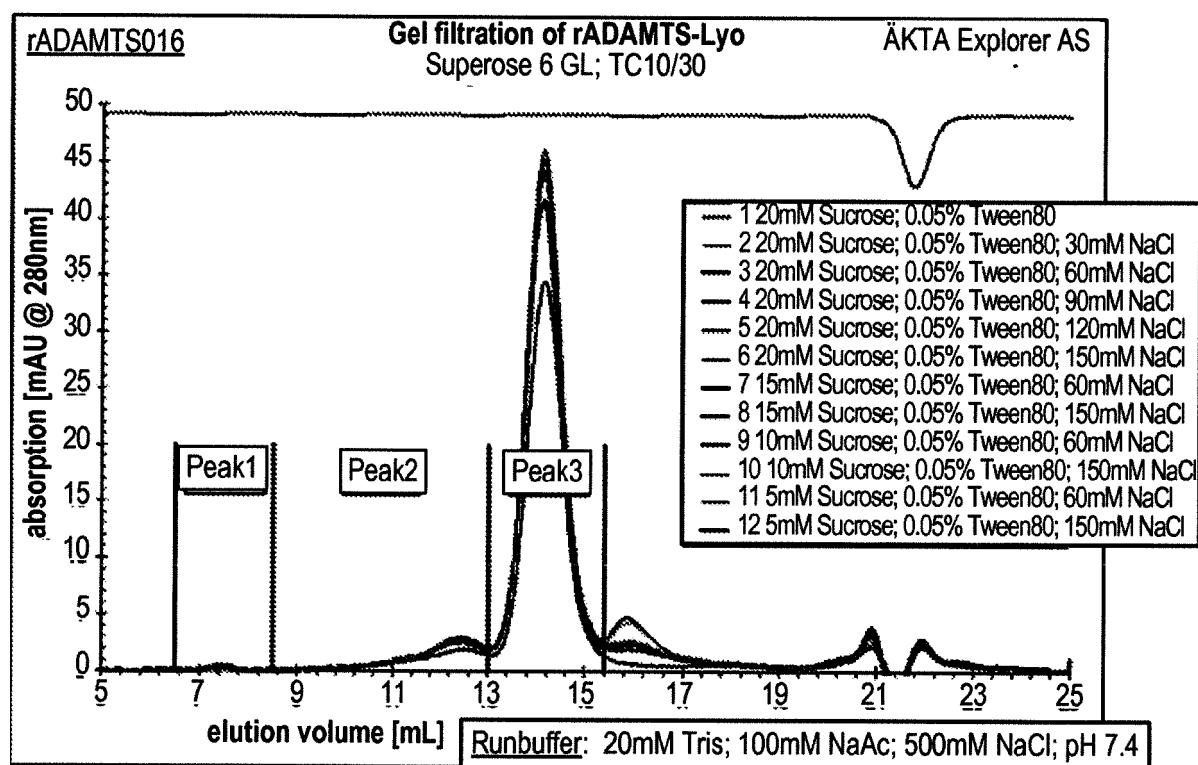 rADAMTS016
Gel filtration of rADAMTS-Lyo
ÄKTA Explorer AS
Superose 6 GL; TC10/30
absorption [mAU @ 280nm]
50
45
40
35
30
25
20
15
10
5
0
Peak1
Peak2
Peak3
1 20mM Sucrose; 0.05% Tween80
2 20mM Sucrose; 0.05% Tween80; 30mM NaCl
3 20mM Sucrose; 0.05% Tween80; 60mM NaCl
4 20mM Sucrose; 0.05% Tween80; 90mM NaCl
5 20mM Sucrose; 0.05% Tween80; 120mM NaCl
6 20mM Sucrose; 0.05% Tween80; 150mM NaCl
7 15mM Sucrose; 0.05% Tween80; 60mM NaCl
8 15mM Sucrose; 0.05% Tween80; 150mM NaCl
9 10mM Sucrose; 0.05% Tween80; 60mM NaCl
10 10mM Sucrose; 0.05% Tween80; 150mM NaCl
11 5mM Sucrose; 0.05% Tween80; 60mM NaCl
12 5mM Sucrose; 0.05% Tween80; 150mM NaCl
5 7 9 11 13 15 17 19 21 23 25
elution volume [mL]
Runbuffer: 20mM Tris; 100mM NaAc; 500mM NaCl; pH 7.4